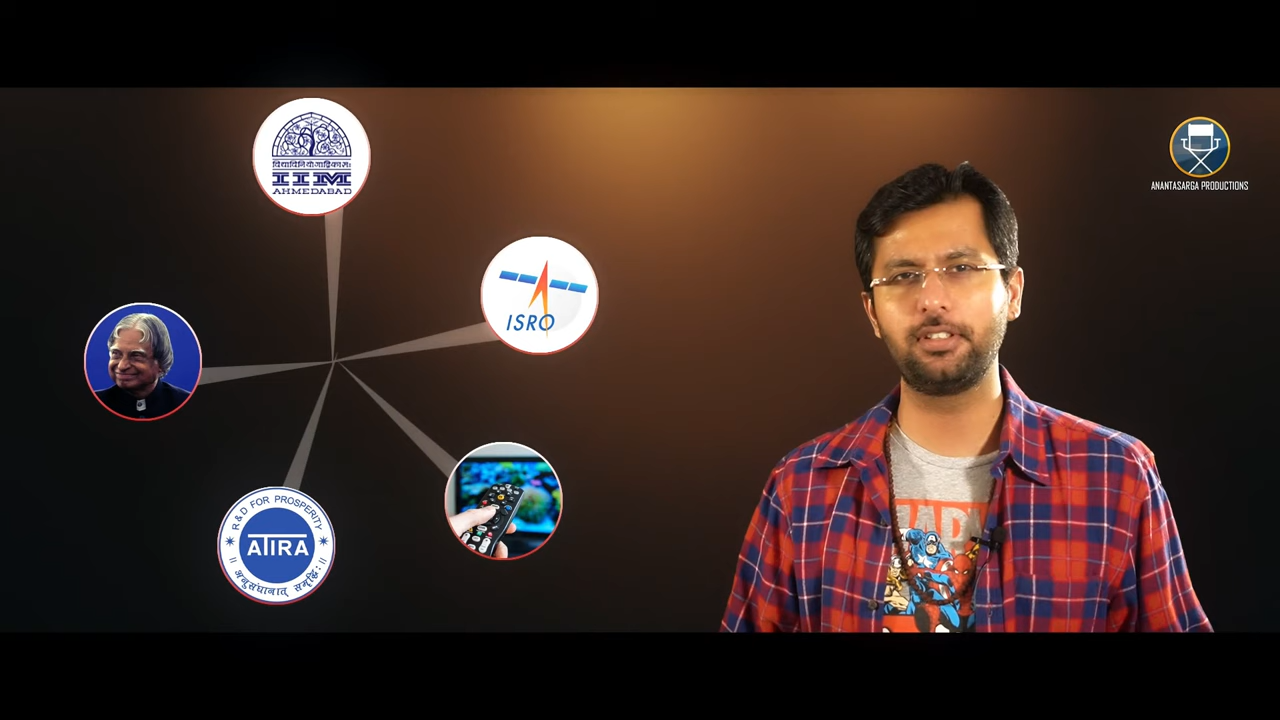 विद्याविनियोगाद्विकासः
IIM
AHMEDABAD
ISRO
ANANTASARGA PRODUCTIONS
R&D FOR PROSPERITY
ATIRA
॥ अनुसंधानात् समृद्धिः ॥